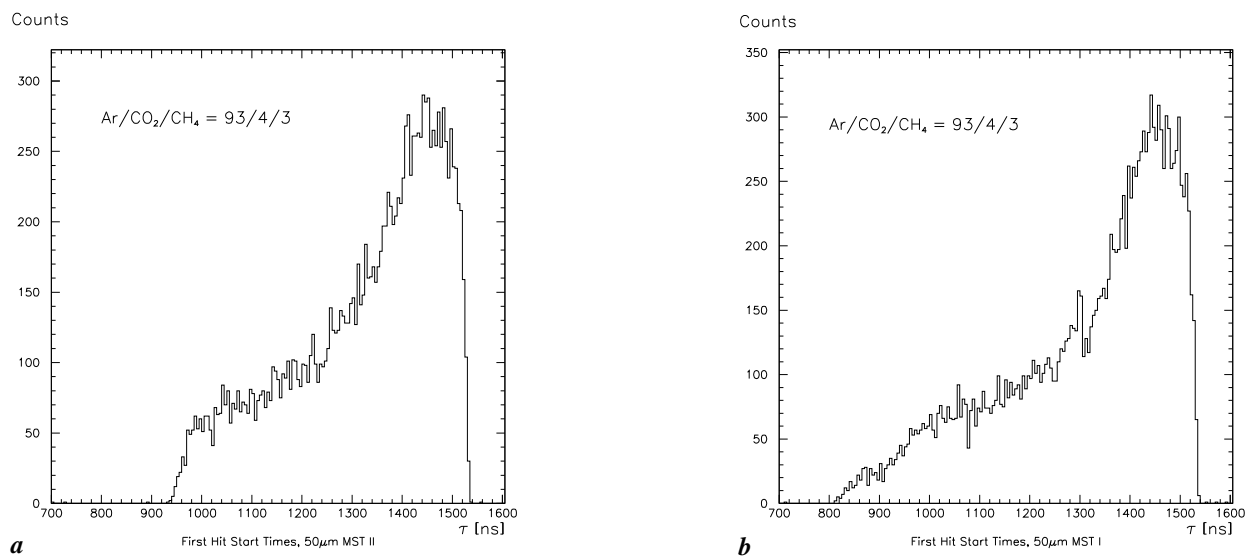 Counts
300
250
200
150
100
50
0
Ar/CO₂/CH₄ = 93/4/3
700 800 900 1000 1100 1200 1300 1400 1500 1600
τ [ns]
First Hit Start Times, 50μm MST II
a
Counts
350
300
250
200
150
100
50
0
Ar/CO₂/CH₄ = 93/4/3
700 800 900 1000 1100 1200 1300 1400 1500 1600
τ [ns]
First Hit Start Times, 50μm MST I
b